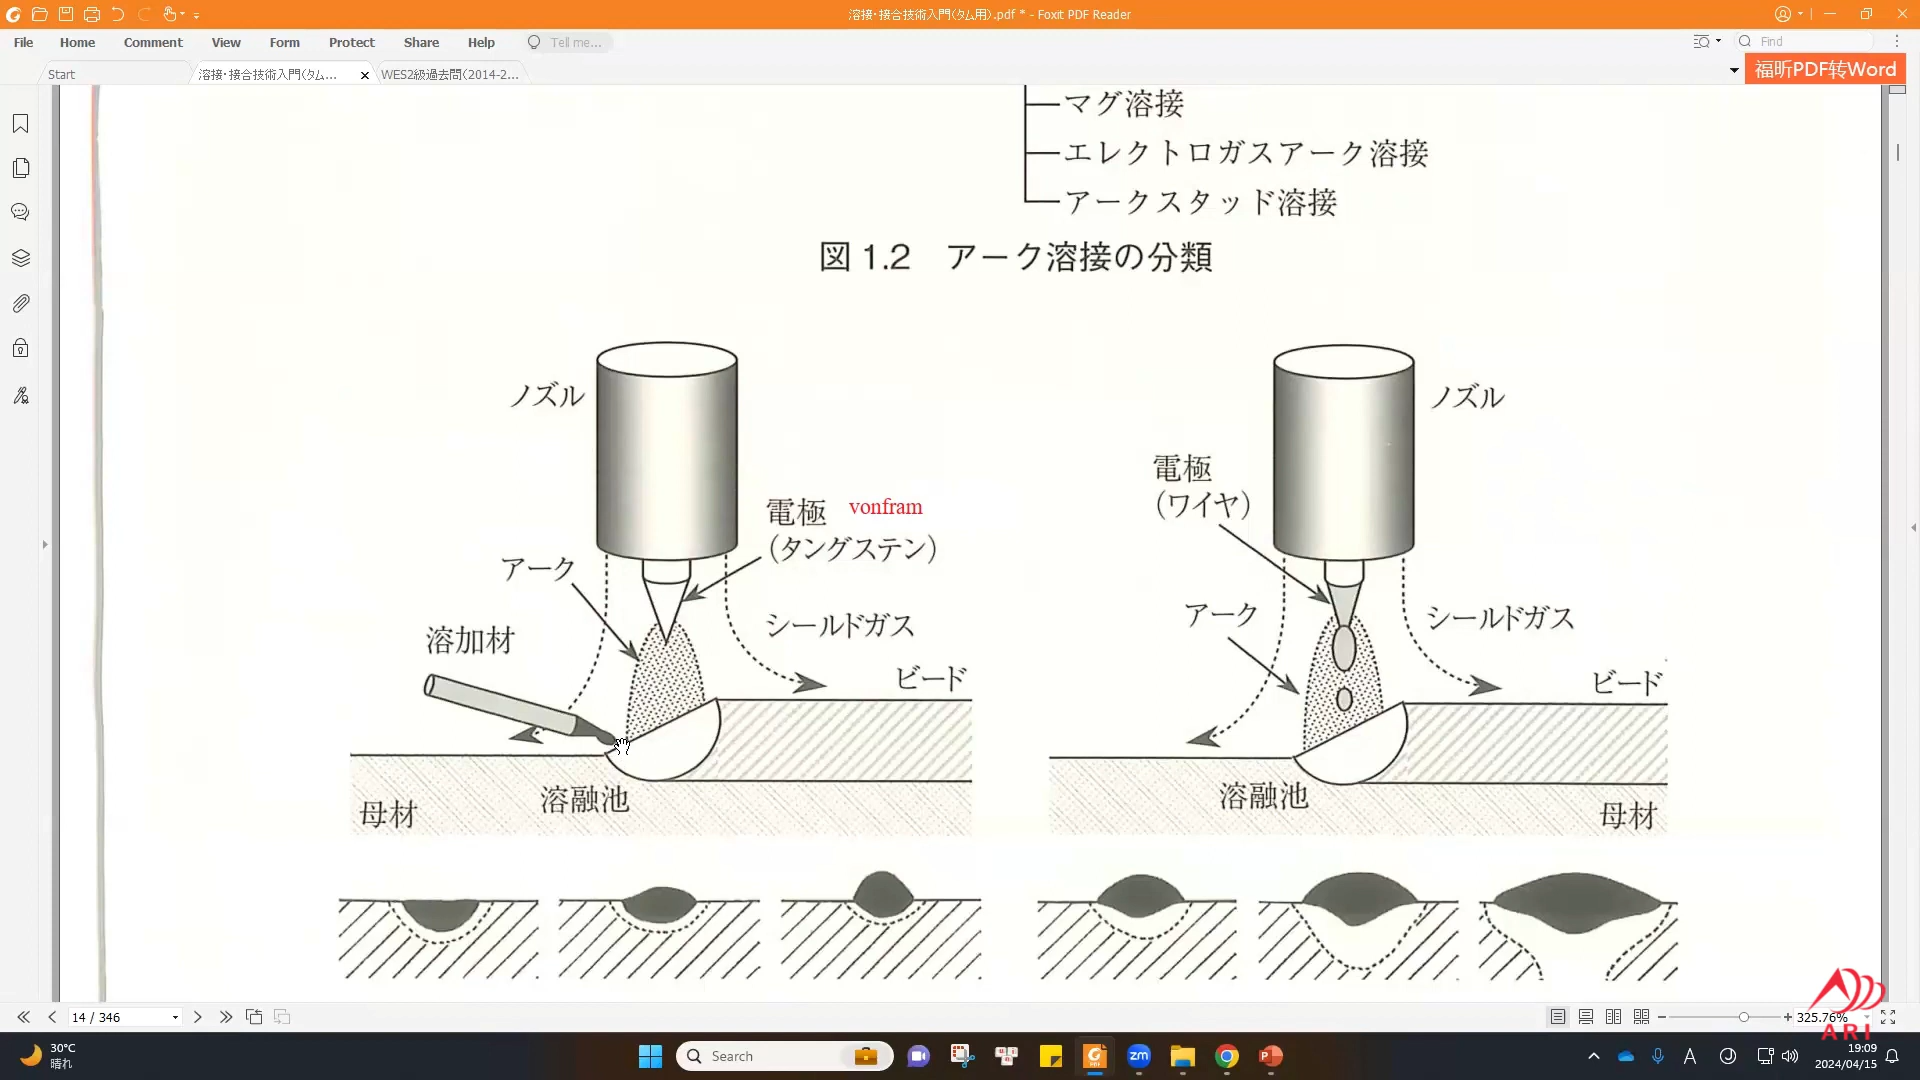 溶接・接合技術入門(タム用).pdf * - Foxit PDF Reader
File Home Comment View Form Protect Share Help Tell me... Find
Start 溶接・接合技術入門(タム... WES2級過去問(2014-2... 福昕PDF转Word
マグ溶接
エレクトロガスアーク溶接
アークスタッド溶接
図 1.2 アーク溶接の分類
ノズル
電極 vonfram
(タングステン)
アーク
シールドガス
溶加材
ビード
溶融池
母材
ノズル
電極
(ワイヤ)
アーク
シールドガス
ビード
溶融池
母材
14 / 346
325.76%
ARI
30°C
晴れ
Search
zm
A
19:09
2024/04/15